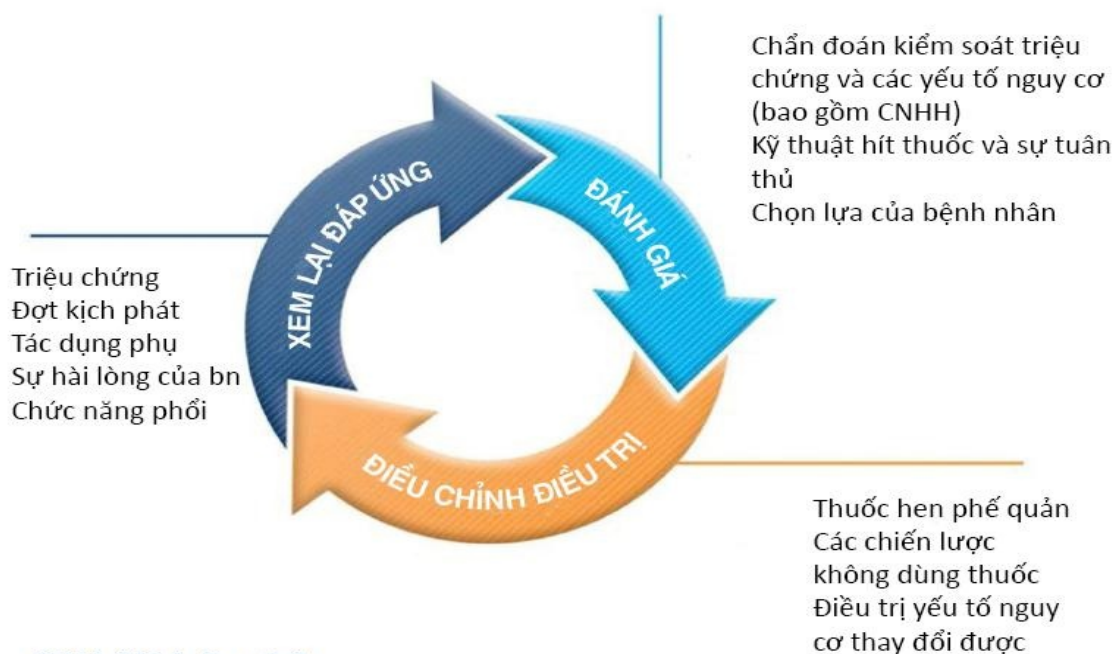 Chẩn đoán kiểm soát triệu
chứng và các yếu tố nguy cơ
(bao gồm CNHH)
Kỹ thuật hít thuốc và sự tuân
thủ
Chọn lựa của bệnh nhân
ĐÁNH GIÁ
XEM LẠI ĐÁP ỨNG
Triệu chứng
Đợt kịch phát
Tác dụng phụ
Sự hài lòng của bn
Chức năng phổi
ĐIỀU CHỈNH ĐIỀU TRỊ
Thuốc hen phế quản
Các chiến lược
không dùng thuốc
Điều trị yếu tố nguy
cơ thay đổi được